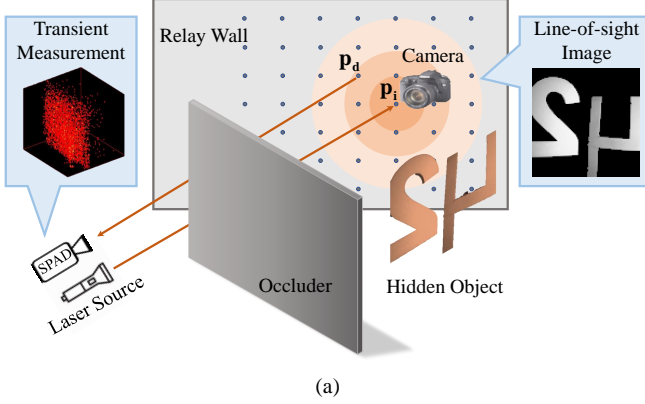 Transient
Measurement
Relay Wall
Camera
Line-of-sight
Image
p_d
p_i
SPAD
Laser Source
Occluder
Hidden Object
(a)